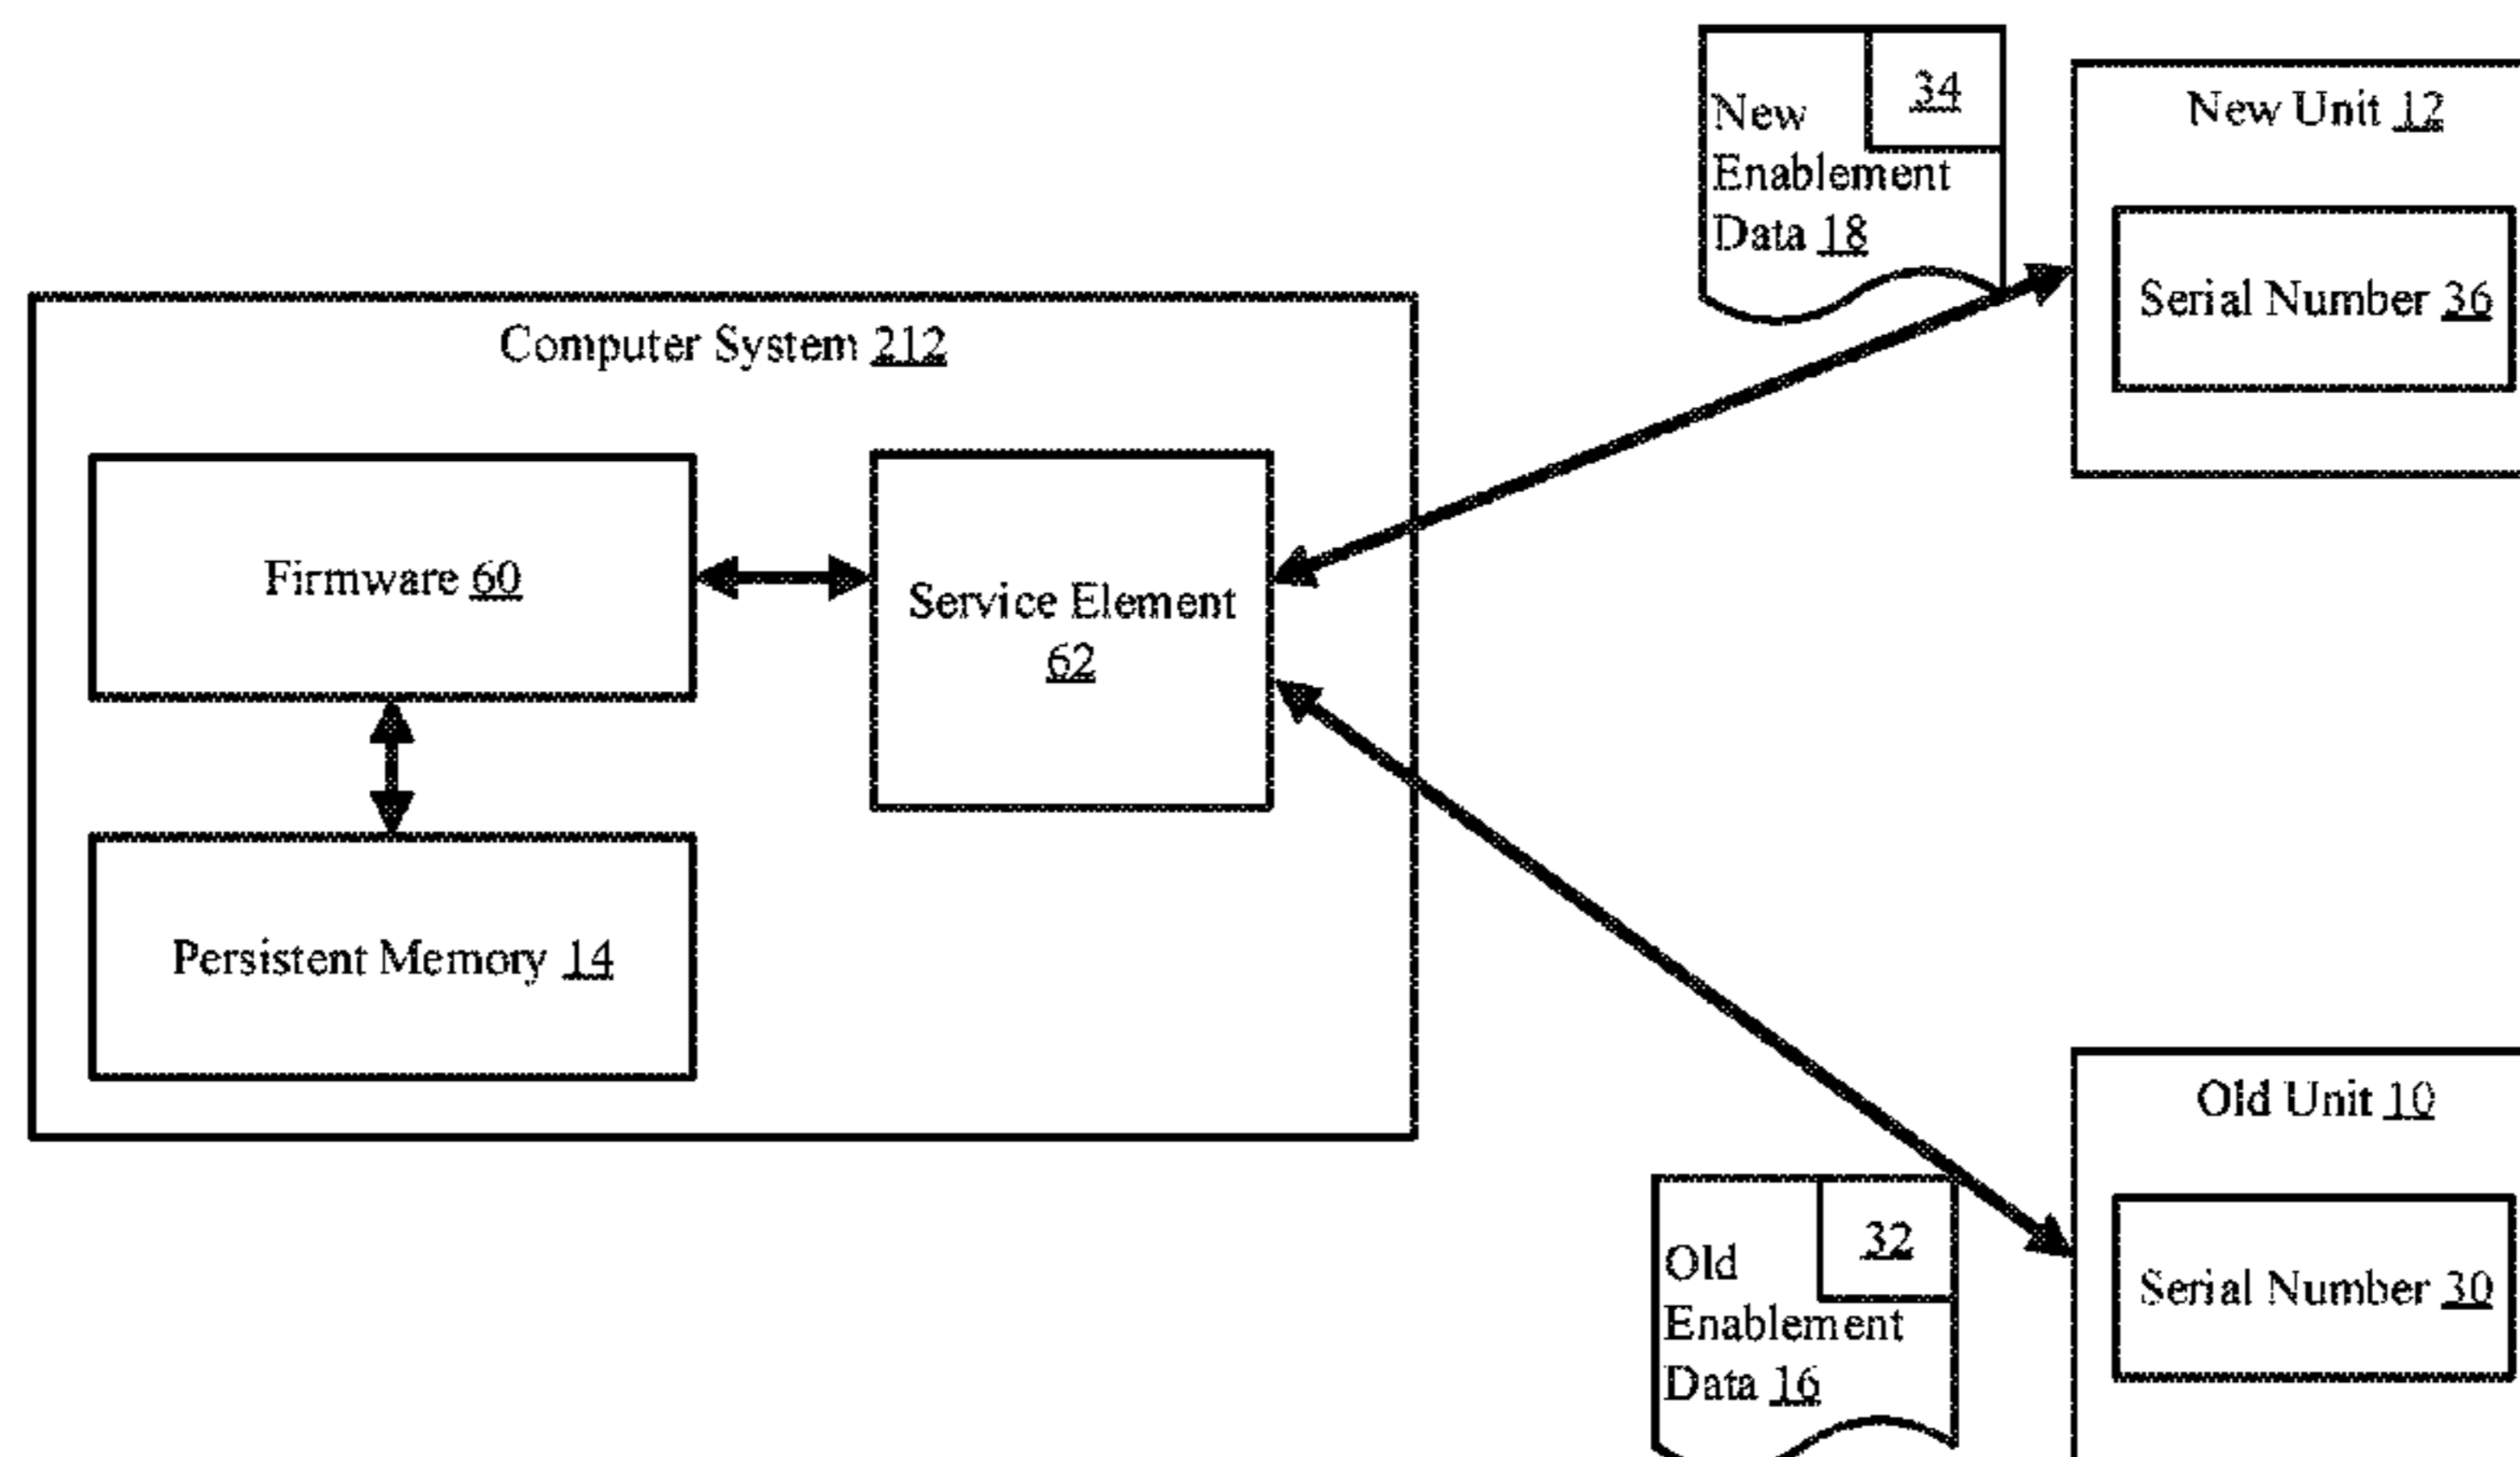 34
New
Enablement
Data 18
New Unit 12
Serial Number 36
Computer System 212
Firmware 60
Service Element
62
Persistent Memory 14
Old Unit 10
Serial Number 30
32
Old
Enablement
Data 16